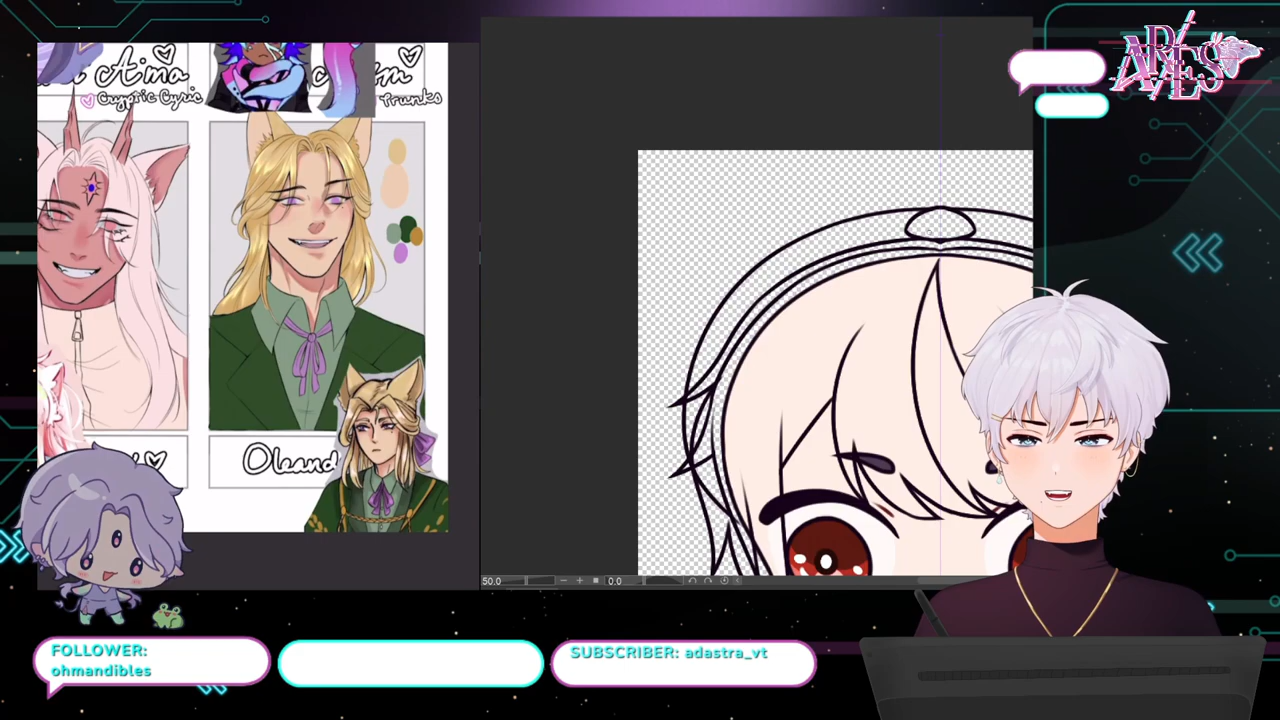 Aima
Cryptic Cyric
Trunks
ARES
Oleand
50.0
0.0
FOLLOWER:
ohmandibles
SUBSCRIBER: adastra_vt